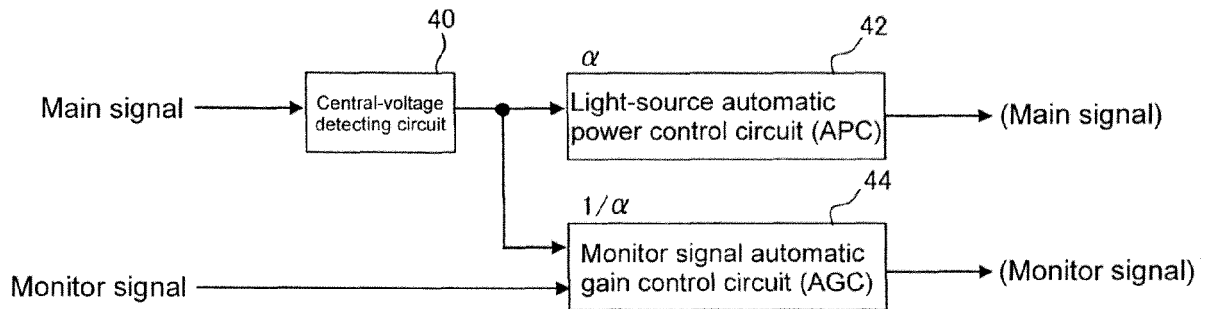 40
42
α
Main signal
Central-voltage
detecting circuit
Light-source automatic
power control circuit (APC)
(Main signal)
44
1/α
Monitor signal
Monitor signal automatic
gain control circuit (AGC)
(Monitor signal)